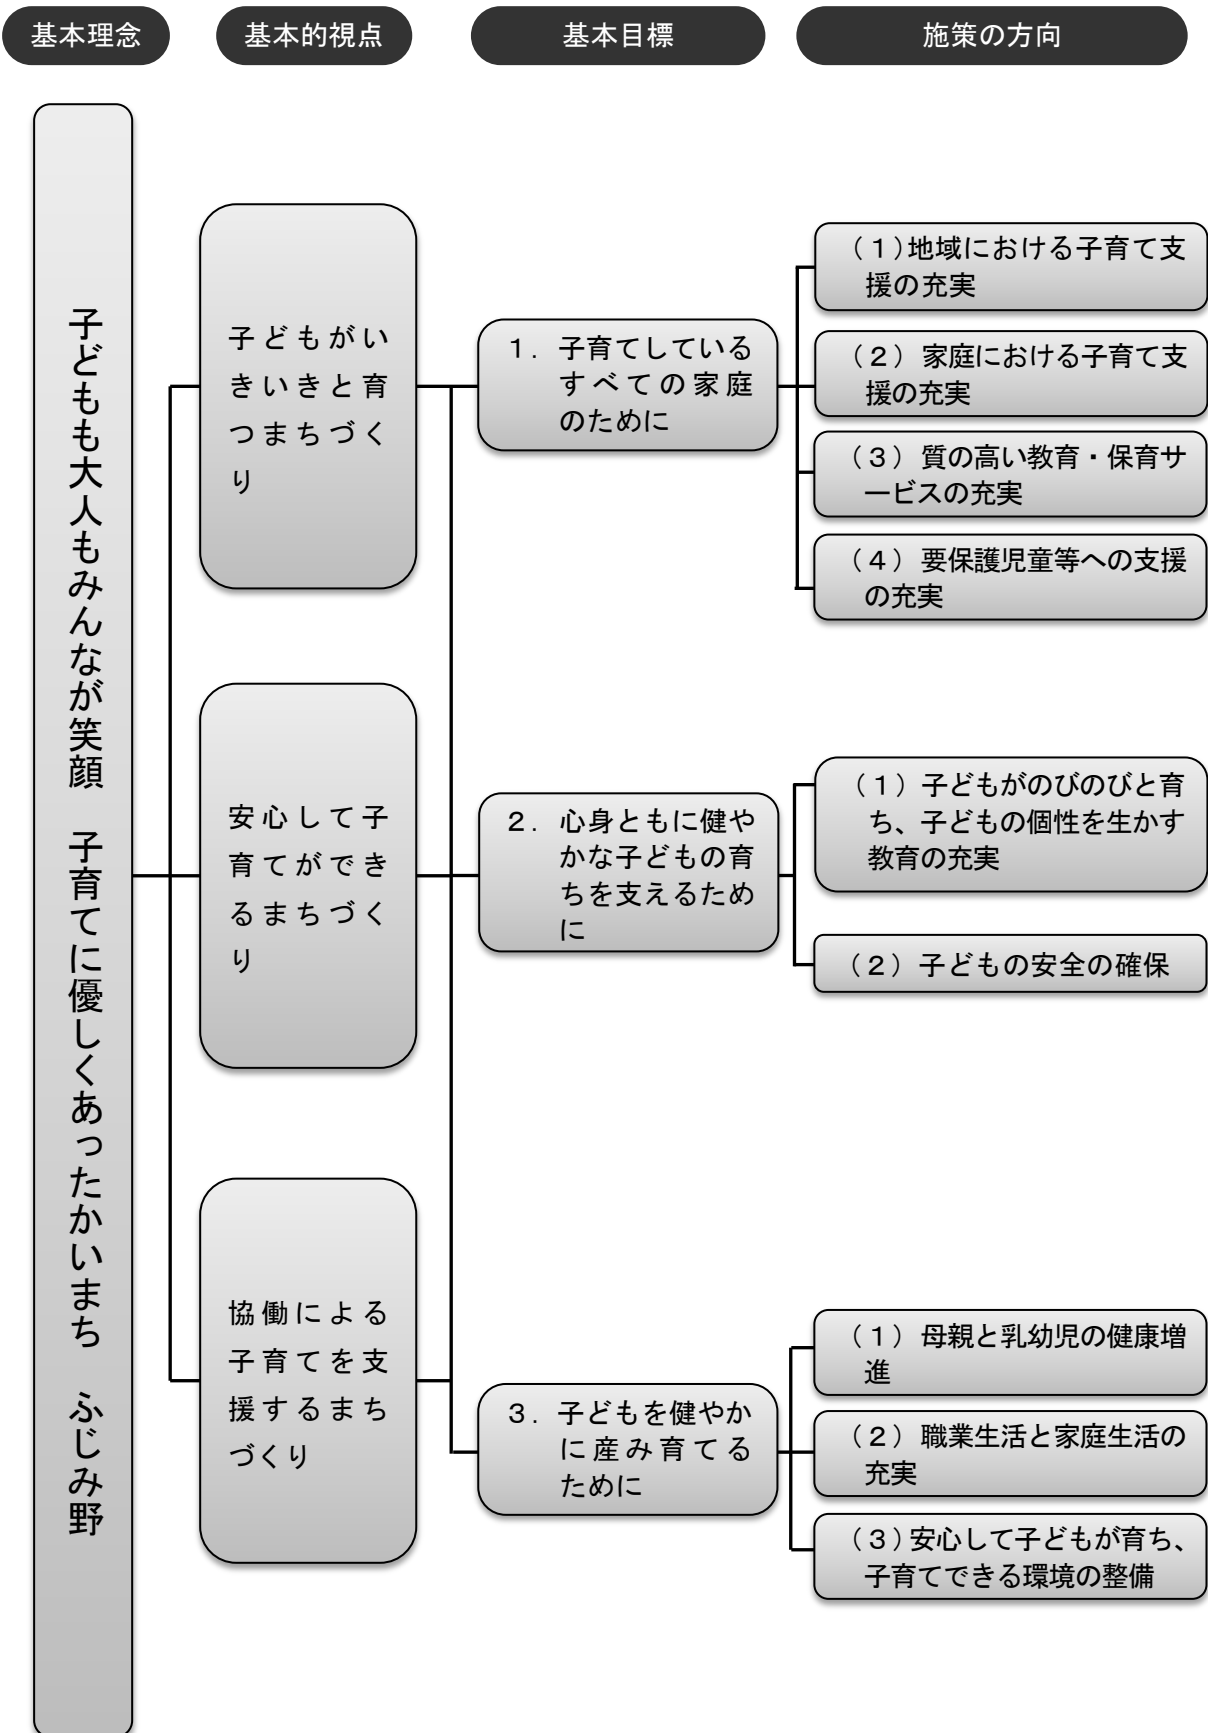 基本理念
基本的視点
基本目標
施策の方向
子どもも大人もみんなが笑顔　子育てに優しくあったかいまち　ふじみ野
子どもがい
きいきと育
つまちづく
り
安心して子
育てができ
るまちづく
り
協働による
子育てを支
援するまち
づくり
1．子育てしている
すべての家庭
のために
2．心身ともに健や
かな子どもの育
ちを支えるため
に
3．子どもを健やか
に産み育てる
ために
（1）地域における子育て支
援の充実
（2）家庭における子育て支
援の充実
（3）質の高い教育・保育サ
ービスの充実
（4）要保護児童等への支援
の充実
（1）子どもがのびのびと育
ち、子どもの個性を生かす
教育の充実
（2）子どもの安全の確保
（1）母親と乳幼児の健康増
進
（2）職業生活と家庭生活の
充実
（3）安心して子どもが育ち、
子育てできる環境の整備